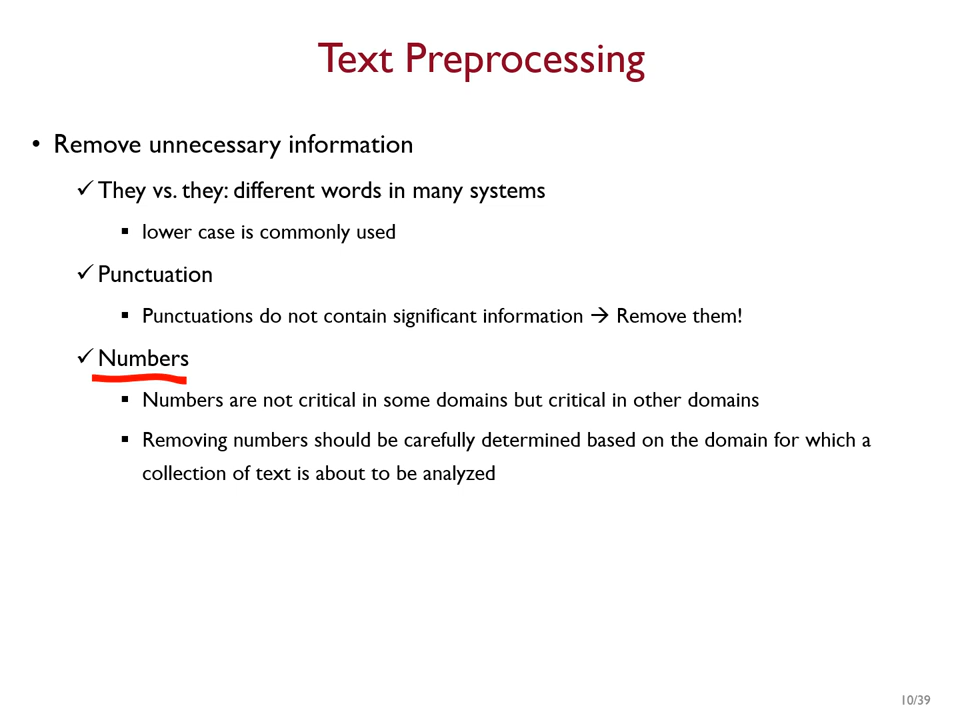 Text Preprocessing
• Remove unnecessary information
✓ They vs. they: different words in many systems
▪ lower case is commonly used
✓ Punctuation
▪ Punctuations do not contain significant information → Remove them!
✓ Numbers
▪ Numbers are not critical in some domains but critical in other domains
▪ Removing numbers should be carefully determined based on the domain for which a
collection of text is about to be analyzed
10/39